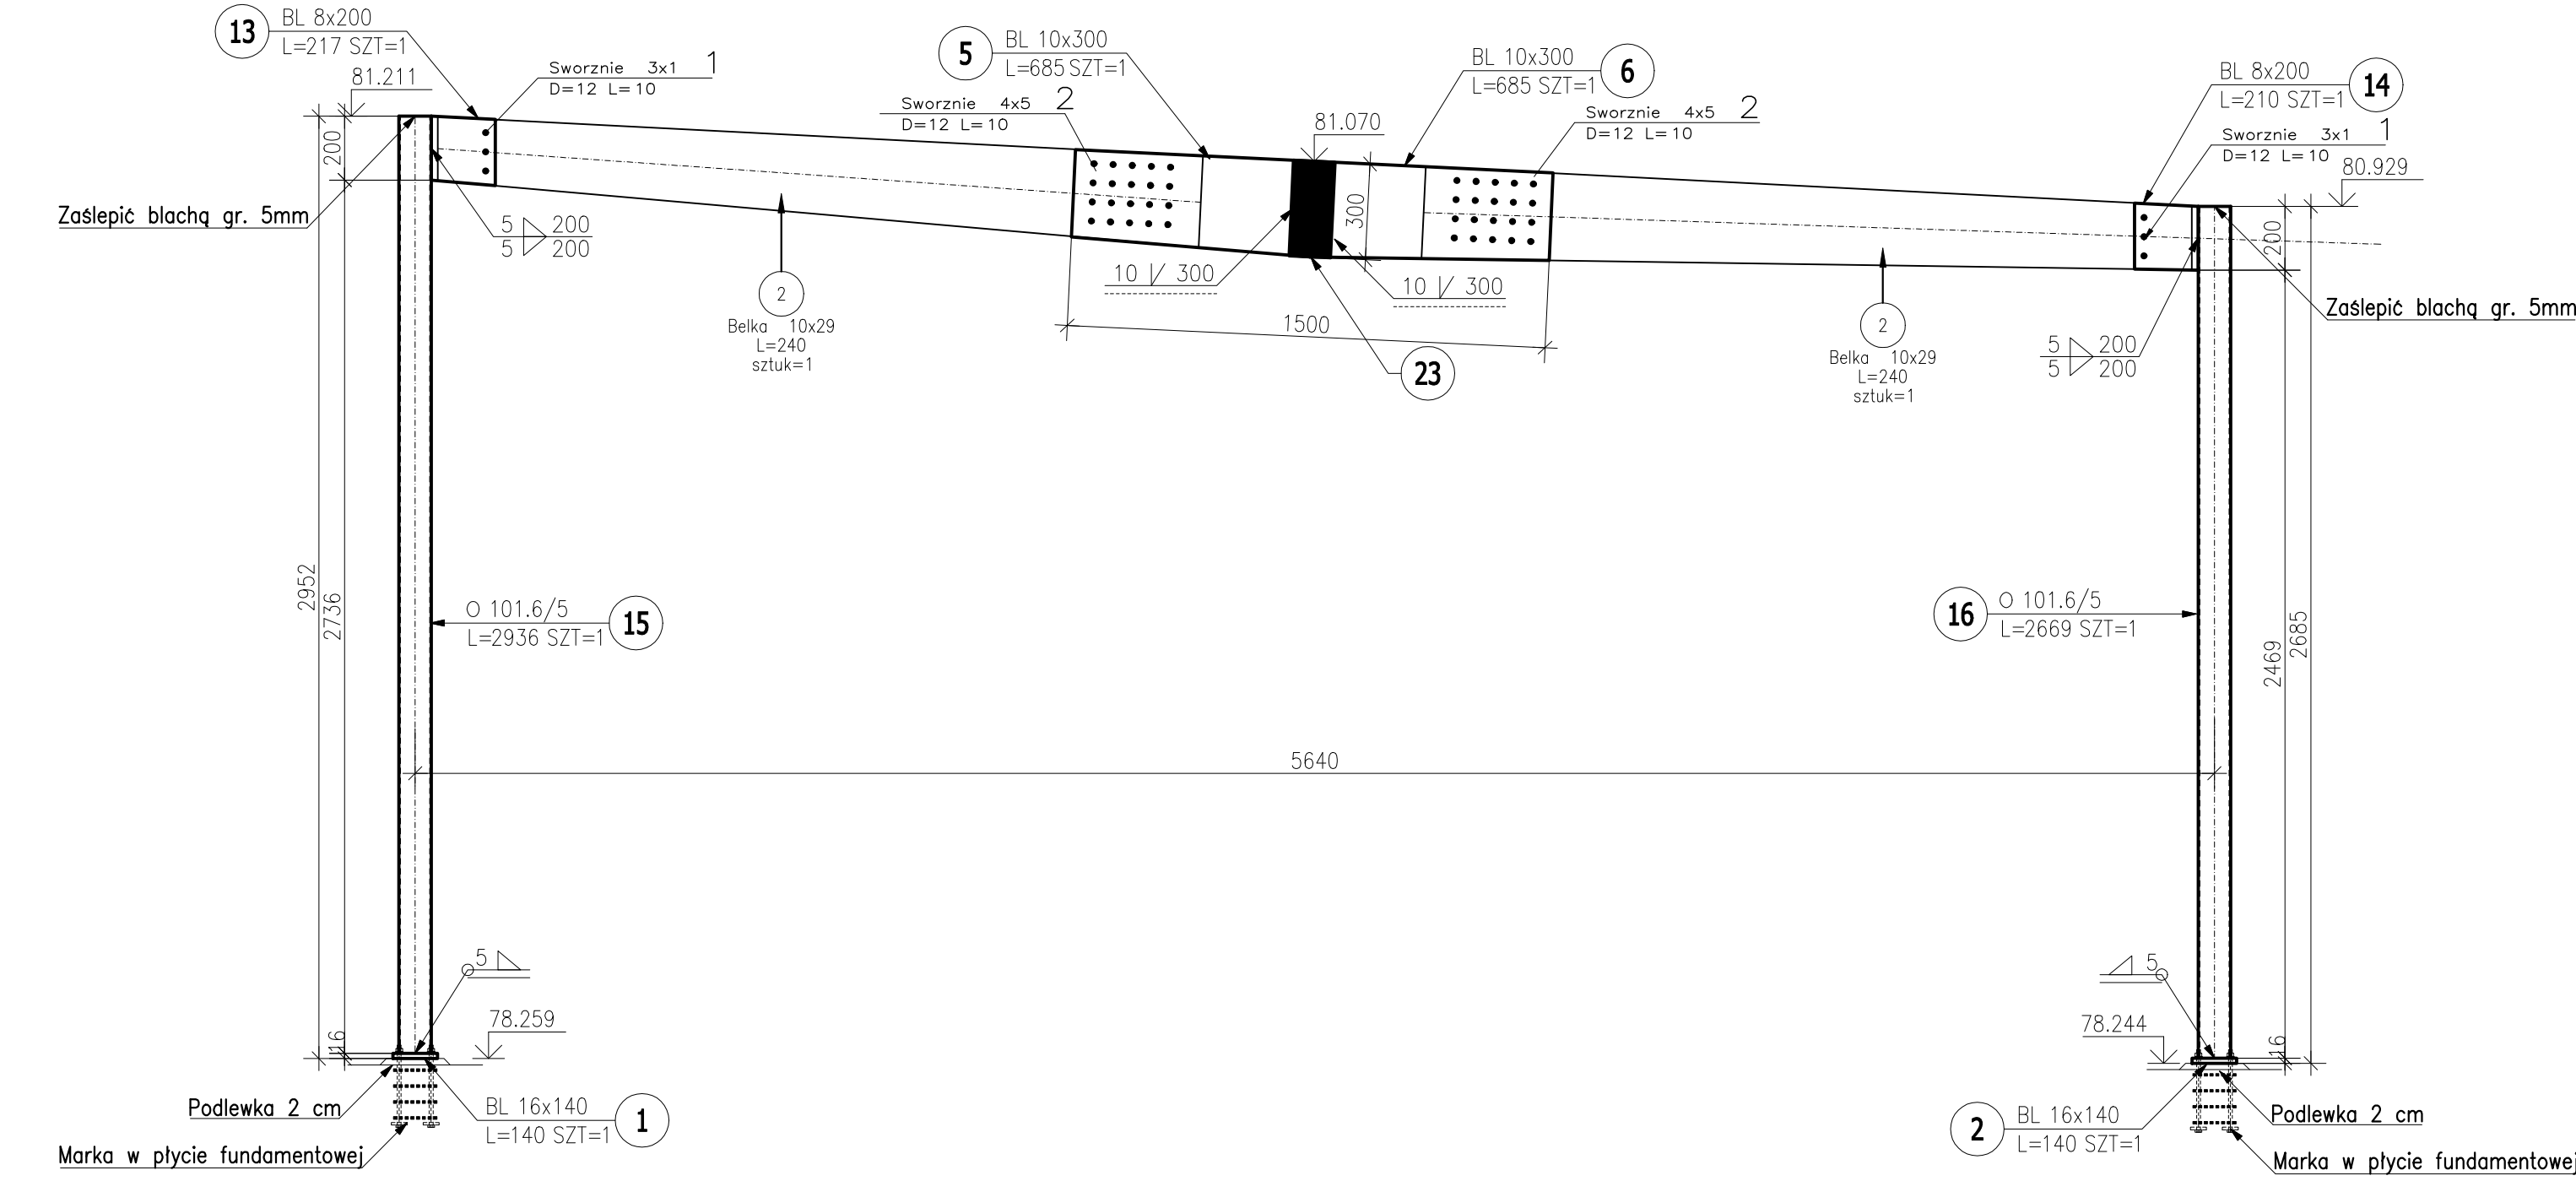 13
BL 8x200
L=217 SZT=1
81.211
Sworznie 3x1 1
D=12 L=10
5
BL 10x300
L=685 SZT=1
Sworznie 4x5 2
D=12 L=10
BL 10x300
L=685 SZT=1
6
Sworznie 4x5 2
D=12 L=10
81.070
BL 8x200
L=210 SZT=1
14
Sworznie 3x1 1
D=12 L=10
80.929
200
Zaślepić blachą gr. 5mm
5 200
5 200
300
10 300
10 300
200
Zaślepić blachą gr. 5mm
2
Belka 10x29
L=240
sztuk=1
1500
23
2
Belka 10x29
L=240
sztuk=1
5 200
5 200
2952
2736
O 101.6/5
L=2936 SZT=1
15
16
O 101.6/5
L=2669 SZT=1
2469
2685
5640
5
5
78.259
78.244
16
16
Podlewka 2 cm
BL 16x140
L=140 SZT=1
1
2
BL 16x140
L=140 SZT=1
Podlewka 2 cm
Marka w płycie fundamentowej
Marka w płycie fundamentowej